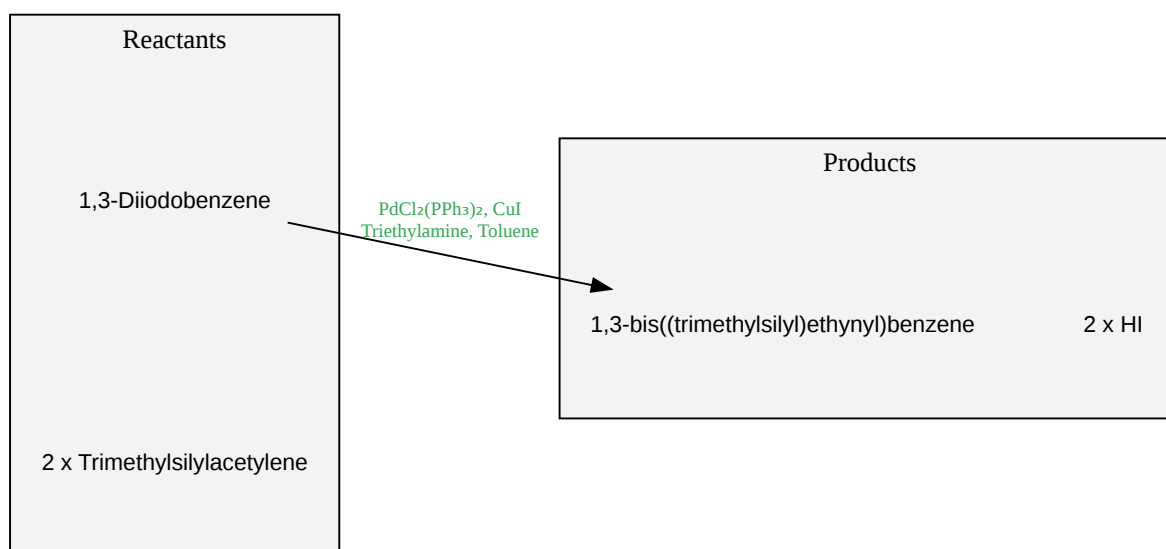 Reactants
1,3-Diiodobenzene
2 x Trimethylsilylacetylene
PdCl₂(PPh₃)₂, CuI
Triethylamine, Toluene
Products
1,3-bis((trimethylsilyl)ethynyl)benzene
2 x HI